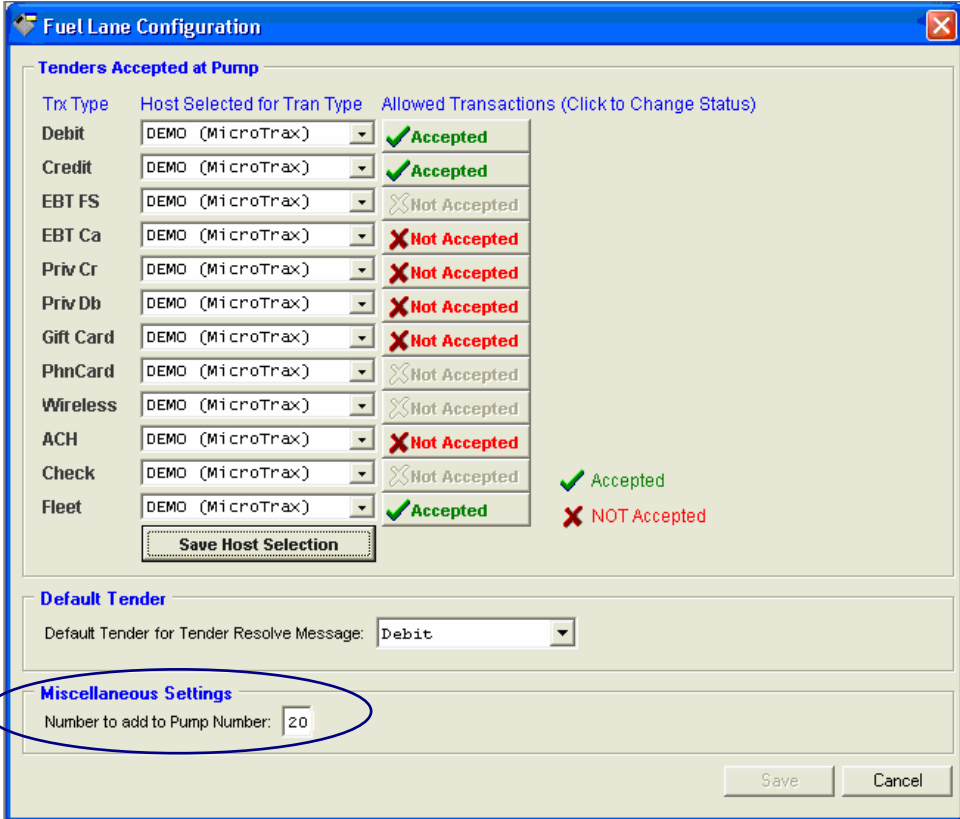 Fuel Lane Configuration
Tenders Accepted at Pump
Trx Type Host Selected for Tran Type Allowed Transactions (Click to Change Status)
Debit DEMO (MicroTrax) Accepted
Credit DEMO (MicroTrax) Accepted
EBT FS DEMO (MicroTrax) Not Accepted
EBT Ca DEMO (MicroTrax) Not Accepted
Priv Cr DEMO (MicroTrax) Not Accepted
Priv Db DEMO (MicroTrax) Not Accepted
Gift Card DEMO (MicroTrax) Not Accepted
PhnCard DEMO (MicroTrax) Not Accepted
Wireless DEMO (MicroTrax) Not Accepted
ACH DEMO (MicroTrax) Not Accepted
Check DEMO (MicroTrax) Not Accepted Accepted
Fleet DEMO (MicroTrax) Accepted NOT Accepted
Save Host Selection
Default Tender
Default Tender for Tender Resolve Message: Debit
Miscellaneous Settings
Number to add to Pump Number: 20
Save Cancel